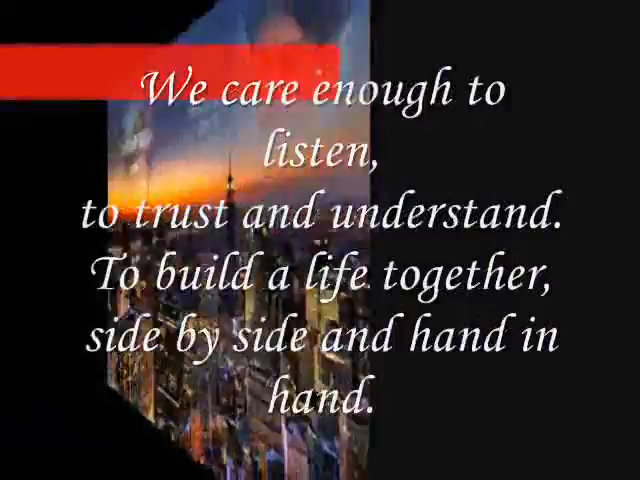 We care enough to
listen,
to trust and understand.
To build a life together,
side by side and hand in
hand.